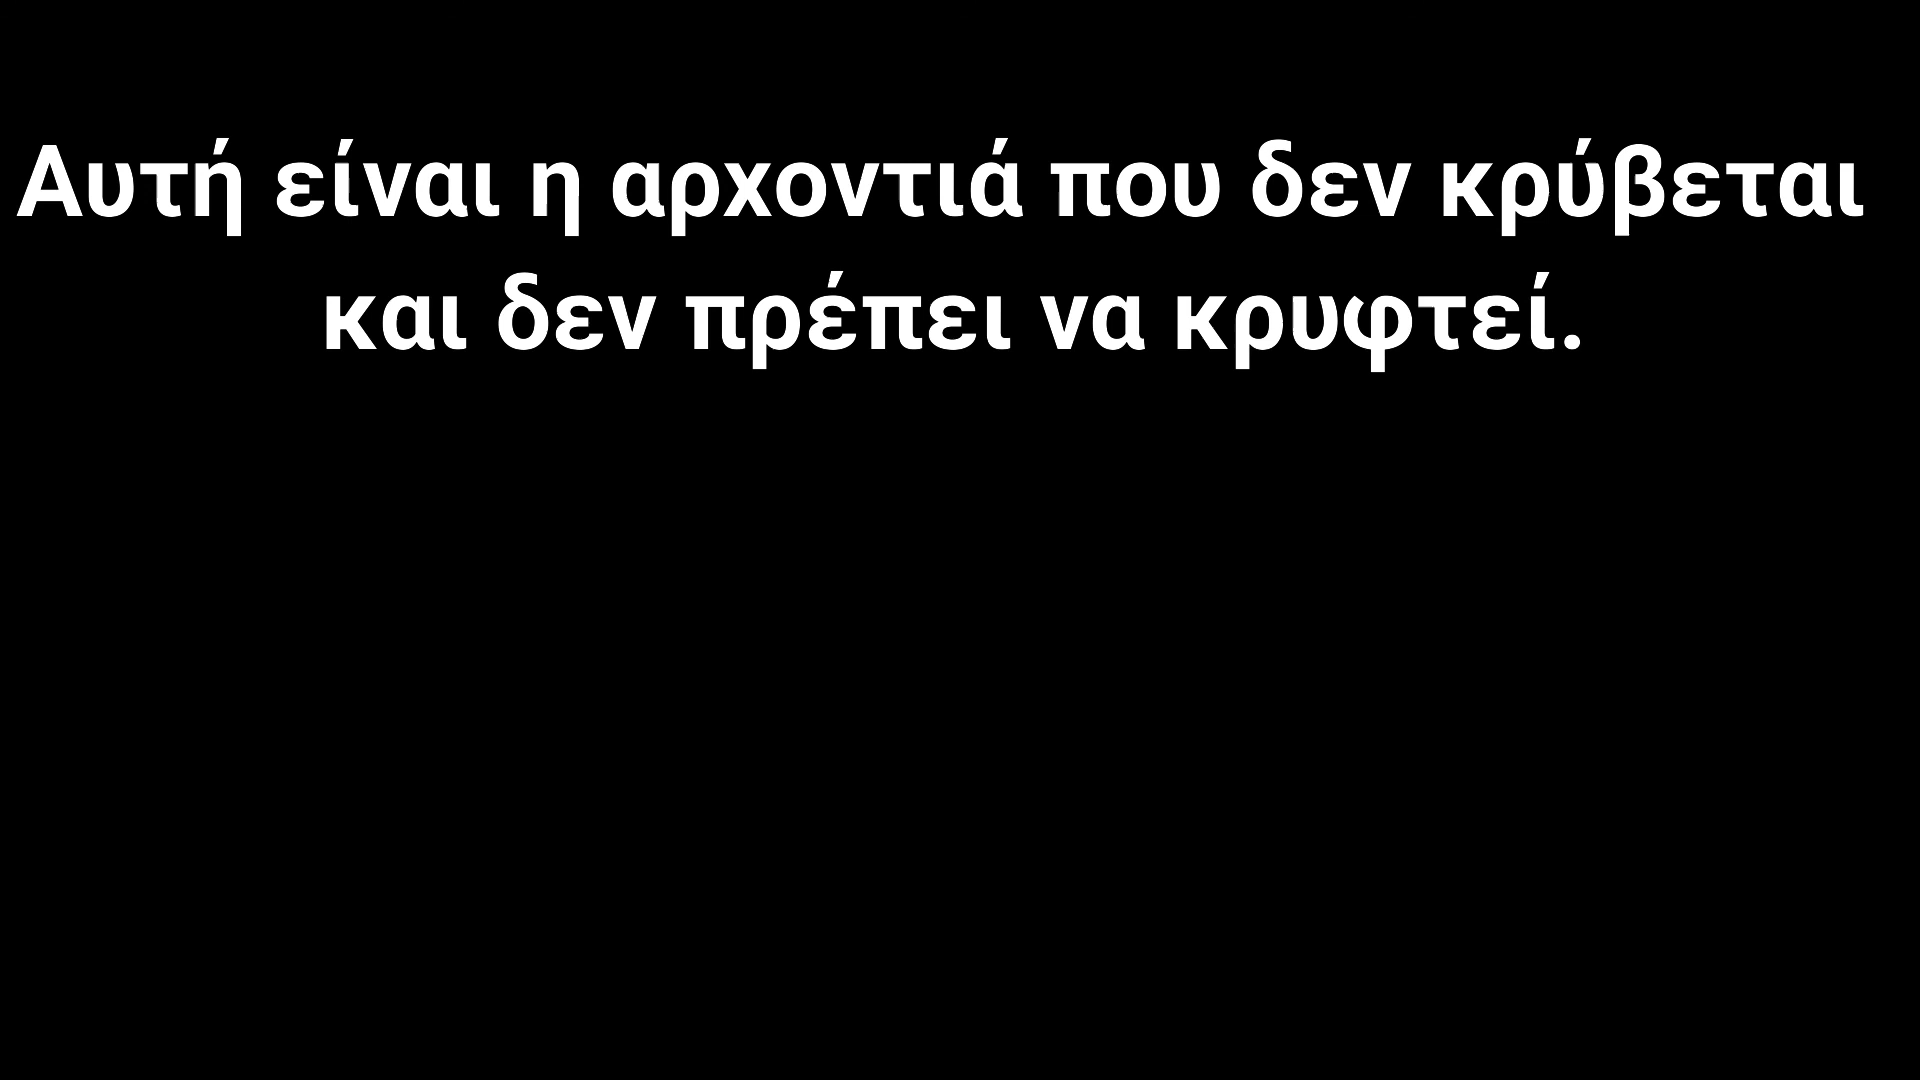 Αυτή είναι η αρχοντιά που δεν κρύβεται
και δεν πρέπει να κρυφτεί.